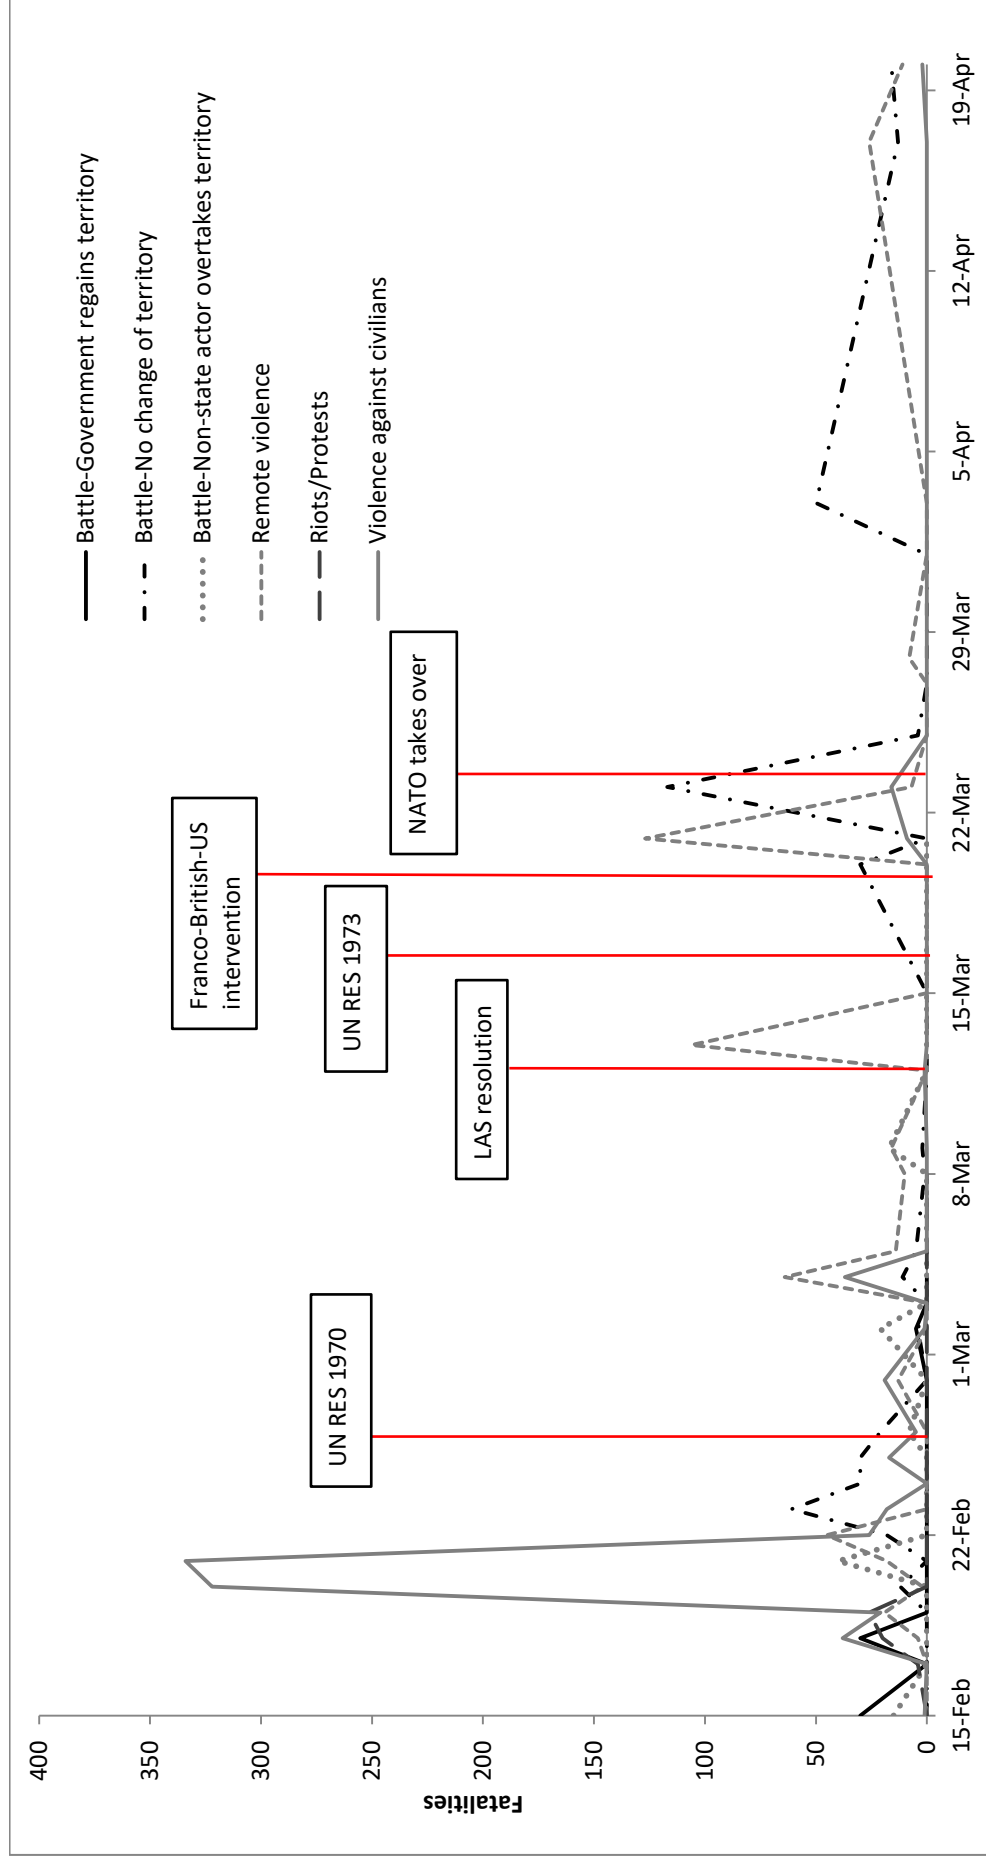 Fatalities
400
350
300
250
200
150
100
50
0
15-Feb
22-Feb
1-Mar
8-Mar
15-Mar
22-Mar
29-Mar
5-Apr
12-Apr
19-Apr
UN RES 1970
LAS resolution
UN RES 1973
Franco-British-US
intervention
NATO takes over
Battle-Government regains territory
Battle-No change of territory
Battle-Non-state actor overtakes territory
Remote violence
Riots/Protests
Violence against civilians